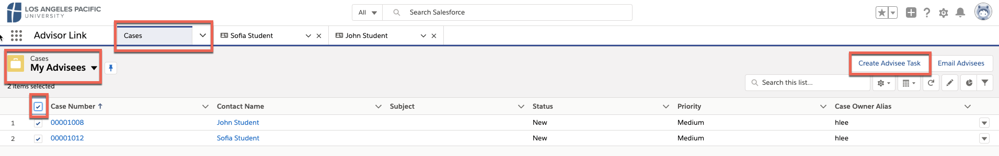 LOS ANGELES PACIFIC
UNIVERSITY
All
Search Salesforce
Advisor Link
Cases
Sofia Student
John Student
Cases
My Advisees
Create Advisee Task
Email Advisees
2 items selected
Search this list...
Case Number
Contact Name
Subject
Status
Priority
Case Owner Alias
1 00001008 John Student New Medium hlee
2 00001012 Sofia Student New Medium hlee